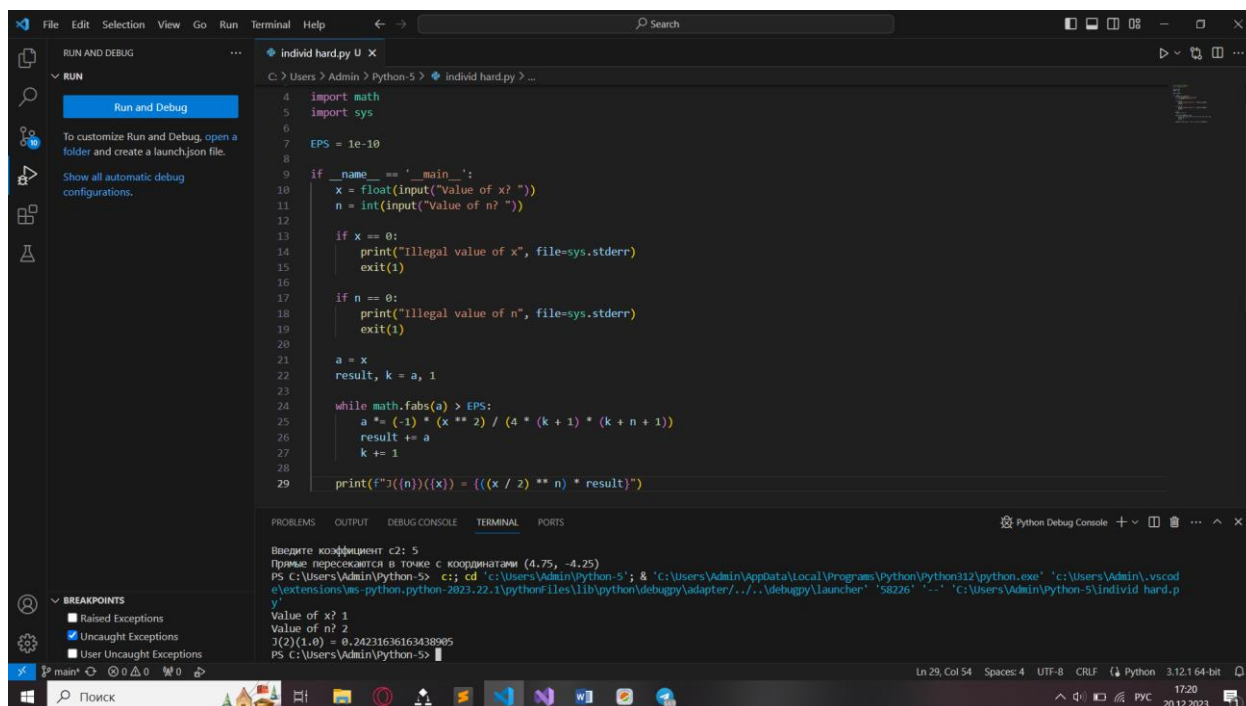 File Edit Selection View Go Run Terminal Help
Search
RUN AND DEBUG
individ hard.py U
RUN
C: > Users > Admin > Python-5 > individ hard.py > ...
Run and Debug
To customize Run and Debug, open a
folder and create a launch.json file.
Show all automatic debug
configurations.
10
4 import math
5 import sys
6
7 EPS = 1e-10
8
9 if __name__ == '__main__':
10 x = float(input("Value of x? "))
11 n = int(input("Value of n? "))
12
13 if x == 0:
14 print("Illegal value of x", file=sys.stderr)
15 exit(1)
16
17 if n == 0:
18 print("Illegal value of n", file=sys.stderr)
19 exit(1)
20
21 a = x
22 result, k = a, 1
23
24 while math.fabs(a) > EPS:
25 a *= (-1) * (x ** 2) / (4 * (k + 1) * (k + n + 1))
26 result += a
27 k += 1
28
29 print(f"J({n})({x}) = {((x / 2) ** n) * result}")
PROBLEMS OUTPUT DEBUG CONSOLE TERMINAL PORTS
Python Debug Console
Введите коэффициент c2: 5
Прямые пересекаются в точке с координатами (4.75, -4.25)
PS C:\Users\Admin\Python-5> c:; cd 'c:\Users\Admin\Python-5'; & 'C:\Users\Admin\AppData\Local\Programs\Python\Python312\python.exe' 'c:\Users\Admin\.vscod
e\extensions\ms-python.python-2023.22.1\pythonFiles\lib\python\debugpy\adapter/../..\debugpy\launcher' '58226' '--' 'C:\Users\Admin\Python-5\individ hard.p
y'
Value of x? 1
Value of n? 2
J(2)(1.0) = 0.24231636163438905
PS C:\Users\Admin\Python-5>
BREAKPOINTS
Raised Exceptions
Uncaught Exceptions
User Uncaught Exceptions
main* 0 0 0
Ln 29, Col 54 Spaces: 4 UTF-8 CRLF Python 3.12.1 64-bit
Поиск
РУС
17:20
20.12.2023